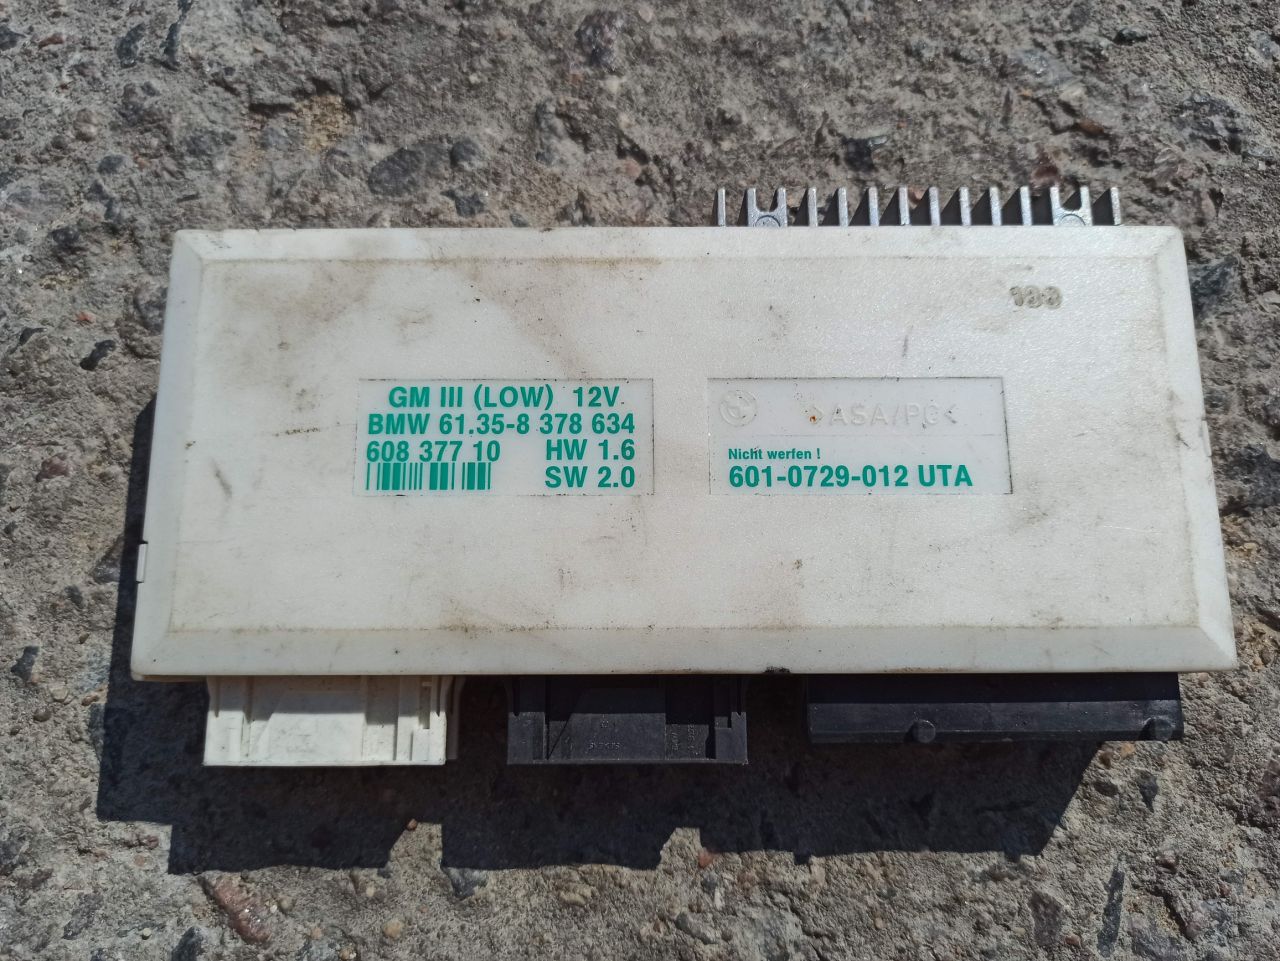 GM III (LOW) 12V
BMW 61.35-8 378 634
608 377 10 HW 1.6
SW 2.0
>ASA/PC<
Nicht werfen !
601-0729-012 UTA